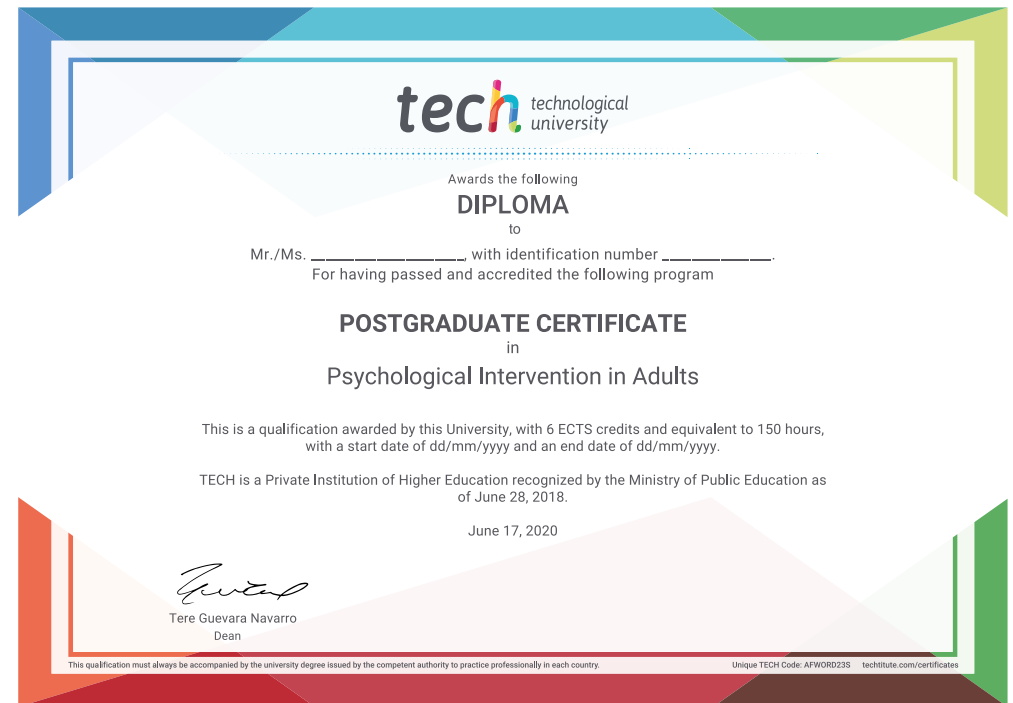 tech technological
university
Awards the following
DIPLOMA
to
Mr./Ms. ____________________, with identification number ______________.
For having passed and accredited the following program
POSTGRADUATE CERTIFICATE
in
Psychological Intervention in Adults
This is a qualification awarded by this University, with 6 ECTS credits and equivalent to 150 hours,
with a start date of dd/mm/yyyy and an end date of dd/mm/yyyy.
TECH is a Private Institution of Higher Education recognized by the Ministry of Public Education as
of June 28, 2018.
June 17, 2020
Tere Guevara Navarro
Dean
This qualification must always be accompanied by the university degree issued by the competent authority to practice professionally in each country. Unique TECH Code: AFWORD23S techtitute.com/certificates